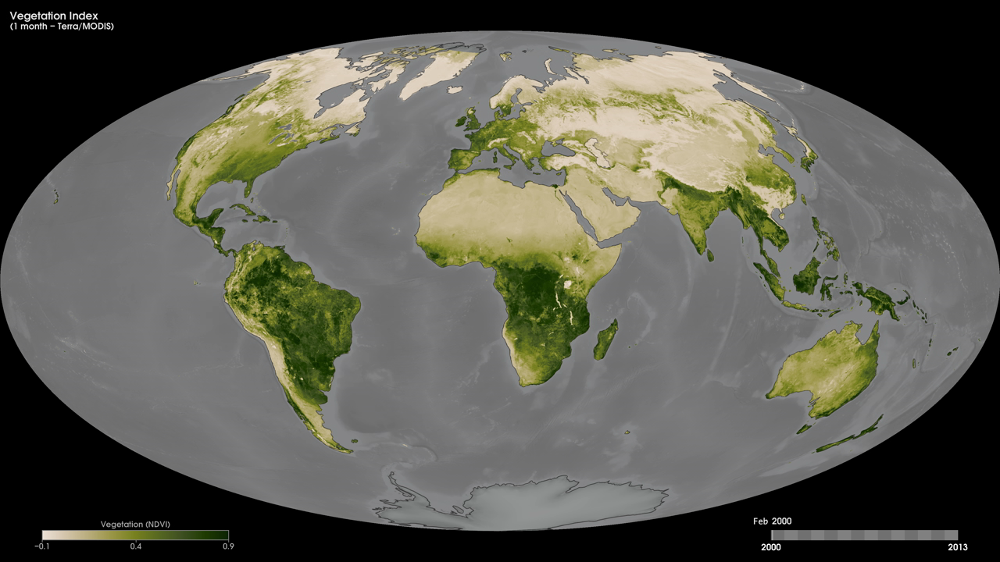 Vegetation Index
(1 month – Terra/MODIS)
Vegetation (NDVI)
−0.1 0.4 0.9
Feb 2000
2000 2013